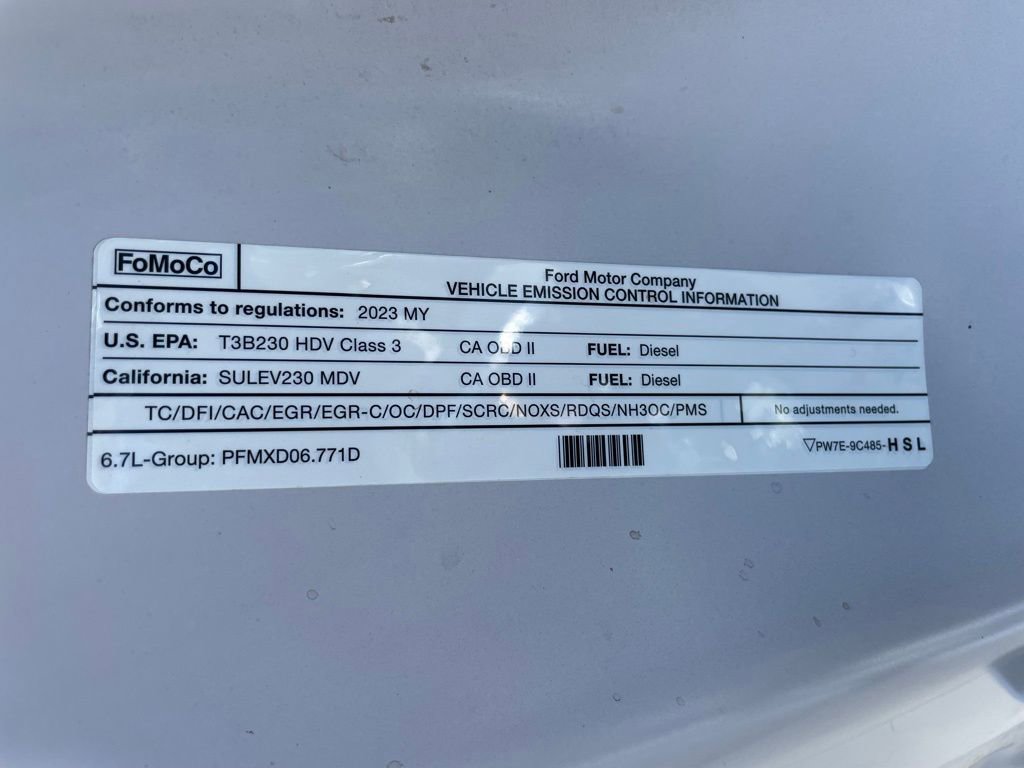 FoMoCo
Ford Motor Company
VEHICLE EMISSION CONTROL INFORMATION
Conforms to regulations: 2023 MY
U.S. EPA: T3B230 HDV Class 3 CA OBD II FUEL: Diesel
California: SULEV230 MDV CA OBD II FUEL: Diesel
TC/DFI/CAC/EGR/EGR-C/OC/DPF/SCRC/NOXS/RDQS/NH3OC/PMS No adjustments needed.
6.7L-Group: PFMXD06.771D ▽PW7E-9C485-HSL